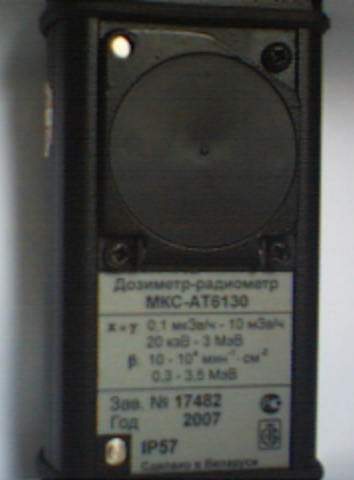 Дозиметр-радиометр
МКС-АТ6130
х и γ 0,1 мкЗв/ч - 10 мЗв/ч
20 кэВ - 3 МэВ
β 10 - 10⁴ мин⁻¹·см⁻²
0,3 - 3,5 МэВ
Зав. № 17482
Год 2007
IP57
Сделано в Беларуси